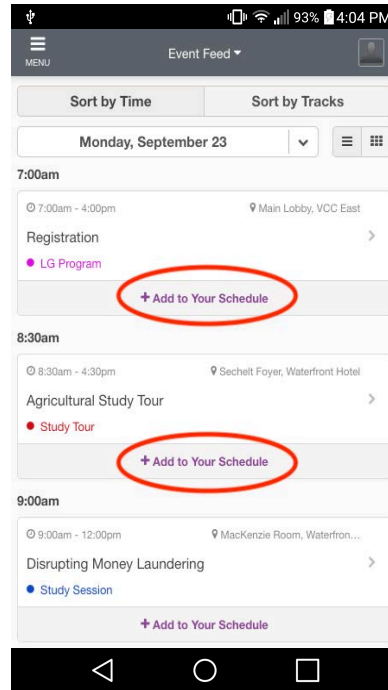 93% 4:04 PM
MENU
Event Feed
Sort by Time Sort by Tracks
Monday, September 23
7:00am
7:00am - 4:00pm Main Lobby, VCC East
Registration
LG Program
+ Add to Your Schedule
8:30am
8:30am - 4:30pm Sechelt Foyer, Waterfront Hotel
Agricultural Study Tour
Study Tour
+ Add to Your Schedule
9:00am
9:00am - 12:00pm MacKenzie Room, Waterfron...
Disrupting Money Laundering
Study Session
+ Add to Your Schedule